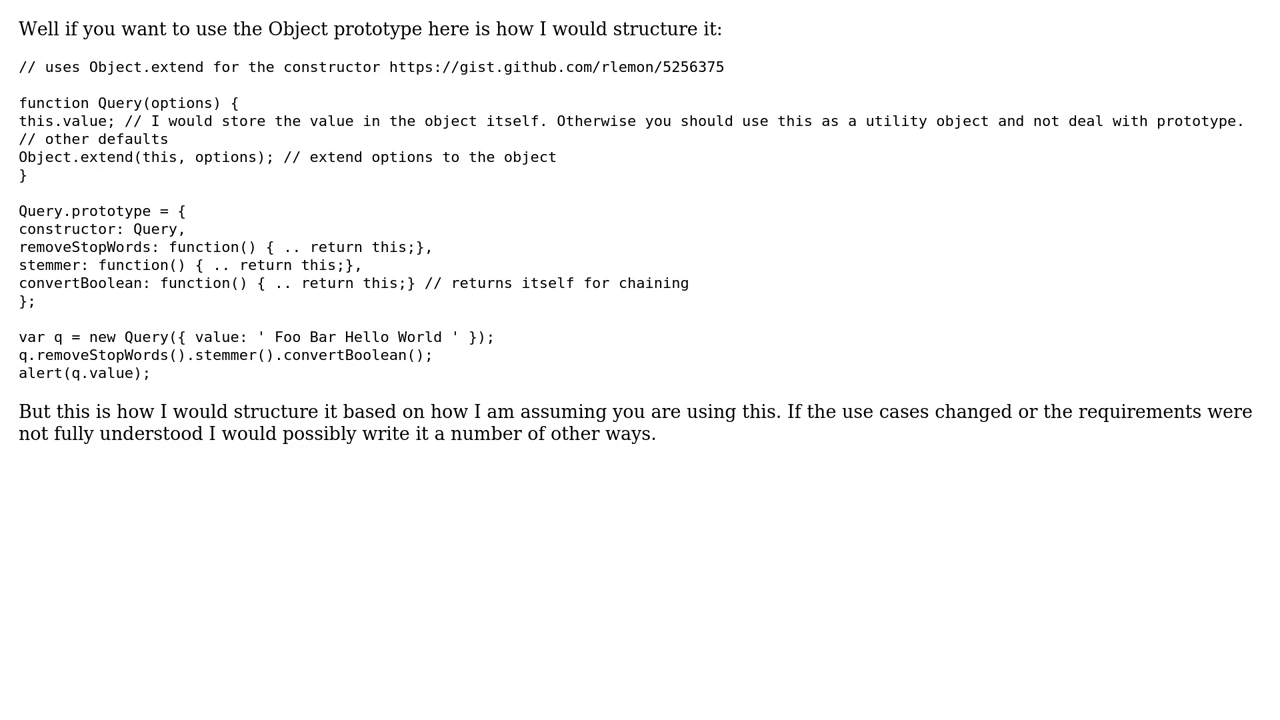 Well if you want to use the Object prototype here is how I would structure it:
// uses Object.extend for the constructor https://gist.github.com/rlemon/5256375
function Query(options) {
this.value; // I would store the value in the object itself. Otherwise you should use this as a utility object and not deal with prototype.
// other defaults
Object.extend(this, options); // extend options to the object
}
Query.prototype = {
constructor: Query,
removeStopWords: function() { .. return this;},
stemmer: function() { .. return this;},
convertBoolean: function() { .. return this;} // returns itself for chaining
};
var q = new Query({ value: ' Foo Bar Hello World ' });
q.removeStopWords().stemmer().convertBoolean();
alert(q.value);
But this is how I would structure it based on how I am assuming you are using this. If the use cases changed or the requirements were
not fully understood I would possibly write it a number of other ways.